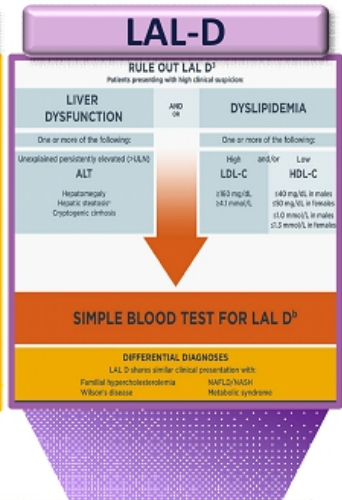 LAL-D
RULE OUT LAL D³
Patients presenting with high clinical suspicion:
LIVER DYSFUNCTION
AND OR
DYSLIPIDEMIA
One or more of the following:
Unexplained persistently elevated (>ULN)
ALT
Hepatomegaly
Hepatic steatosis
Cryptogenic cirrhosis
One or more of the following:
High and/or Low
LDL-C HDL-C
≥160 mg/dL
≥4.1 mmol/L
≤40 mg/dL in males
≤50 mg/dL in females
≤1.0 mmol/L in males
≤1.3 mmol/L in females
SIMPLE BLOOD TEST FOR LAL Dᵇ
DIFFERENTIAL DIAGNOSES
LAL D shares similar clinical presentation with:
Familial hypercholesterolemia NAFLD/NASH
Wilson's disease Metabolic syndrome